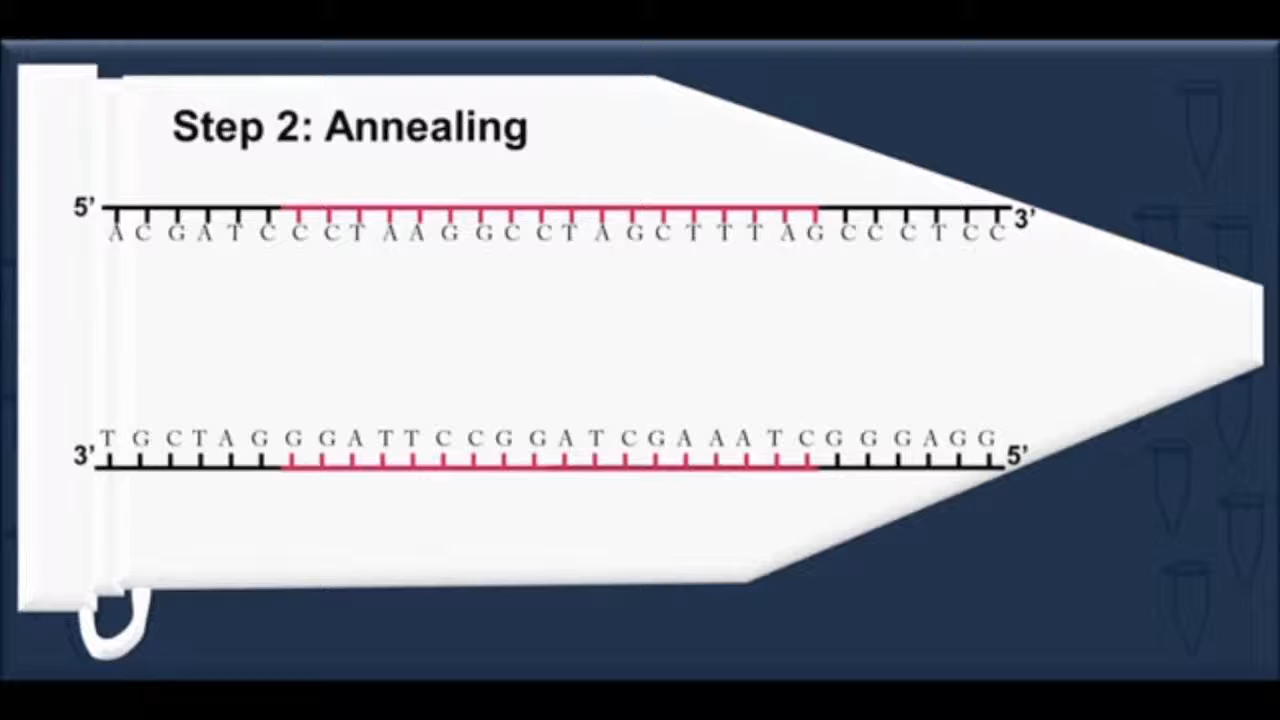 Step 2: Annealing
5’ 3’
A C G A T C C C T A A G G C C T A G C T T T A G C C C T C C
T G C T A G G G A T T C C G G A T C G A A A T C G G G A G G
3’ 5’